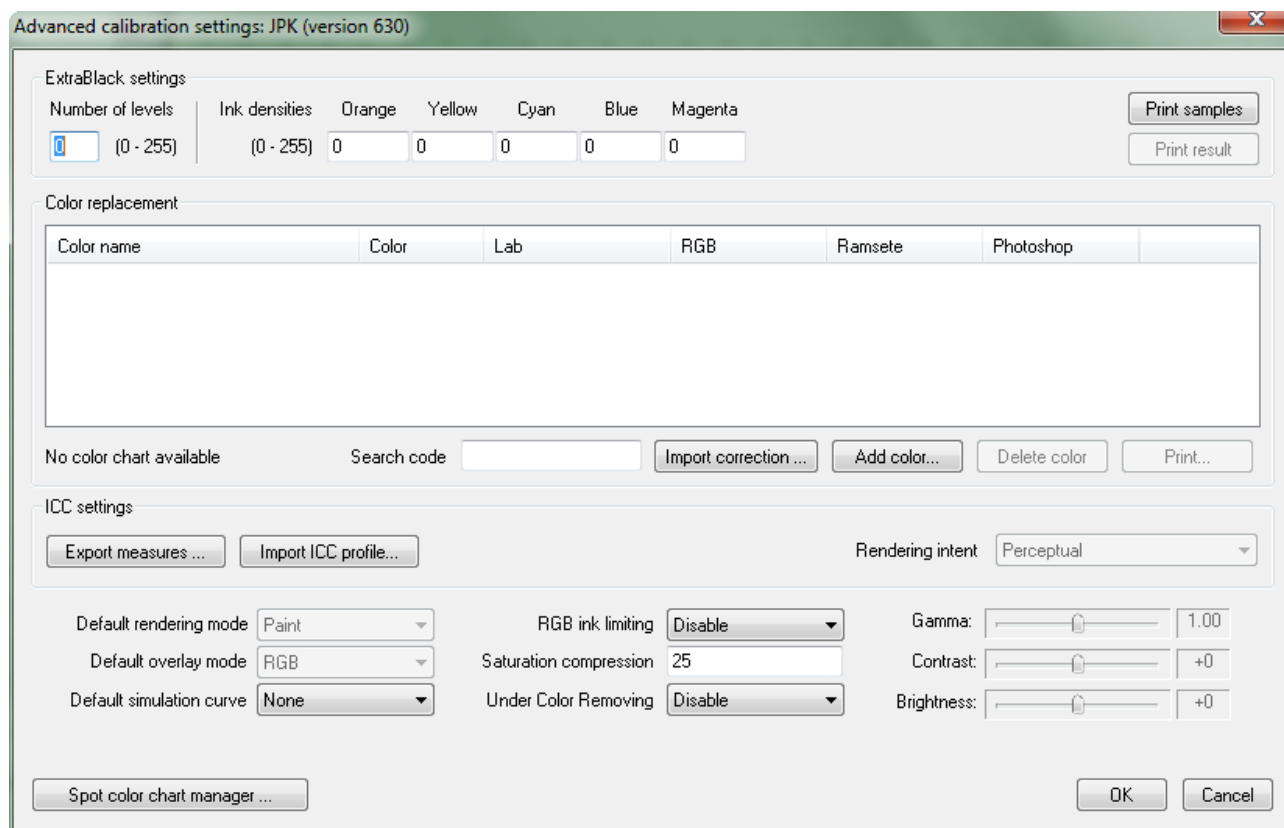 Advanced calibration settings: JPK (version 630)
ExtraBlack settings
Number of levels Ink densities Orange Yellow Cyan Blue Magenta Print samples
0 (0 - 255) (0 - 255) 0 0 0 0 0 Print result
Color replacement
Color name Color Lab RGB Ramsete Photoshop
No color chart available Search code Import correction ... Add color... Delete color Print...
ICC settings
Export measures ... Import ICC profile... Rendering intent Perceptual
Default rendering mode Paint RGB ink limiting Disable Gamma: 1.00
Default overlay mode RGB Saturation compression 25 Contrast: +0
Default simulation curve None Under Color Removing Disable Brightness: +0
Spot color chart manager ... OK Cancel